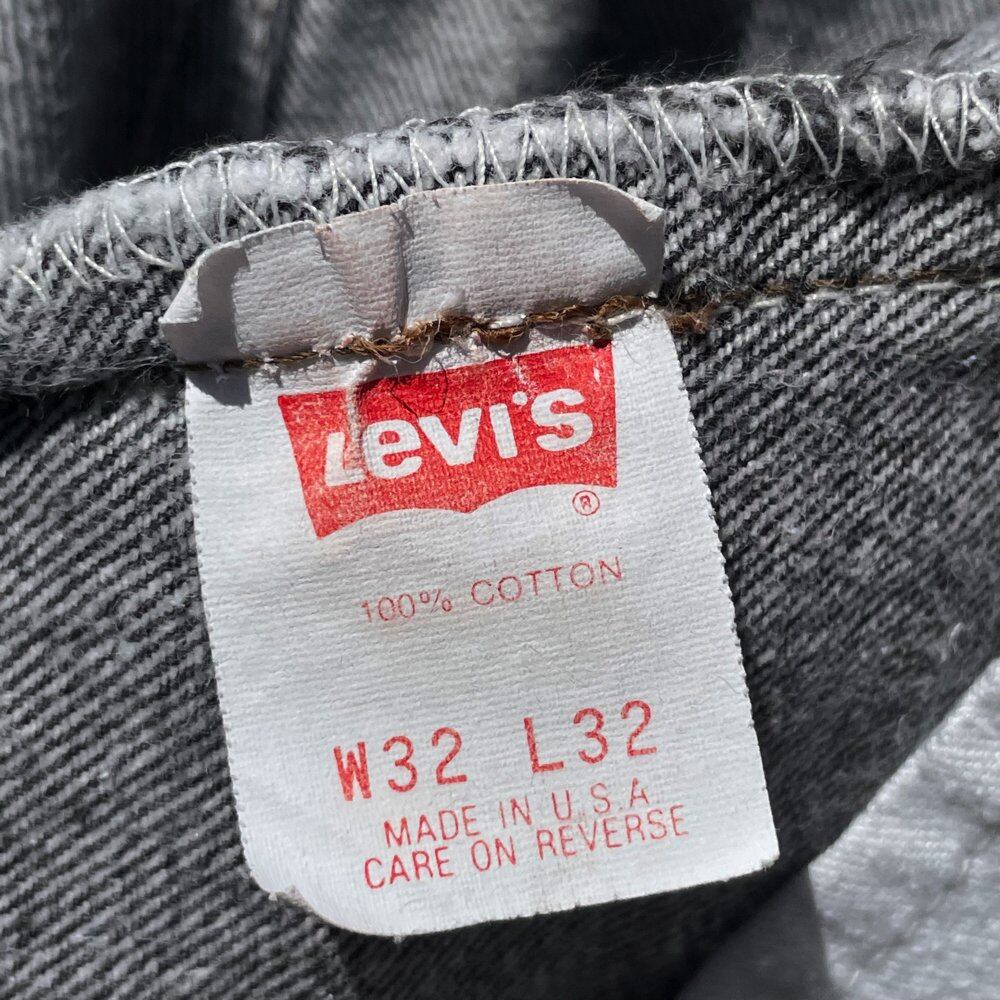 Levi's ®
100% COTTON
W32 L32
MADE IN U.S.A
CARE ON REVERSE